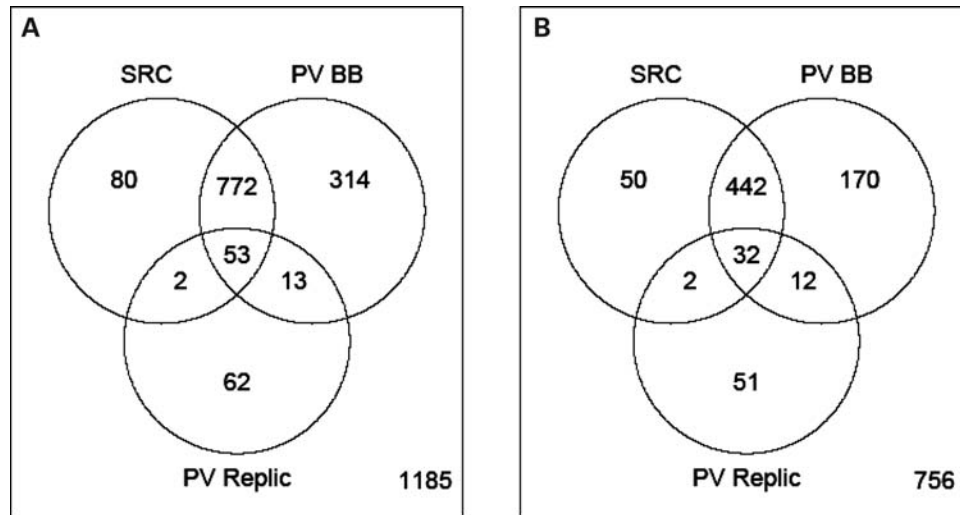 A
SRC PV BB
80 772 314
53
2 13
62
PV Replic
1185
B
SRC PV BB
50 442 170
32
2 12
51
PV Replic
756